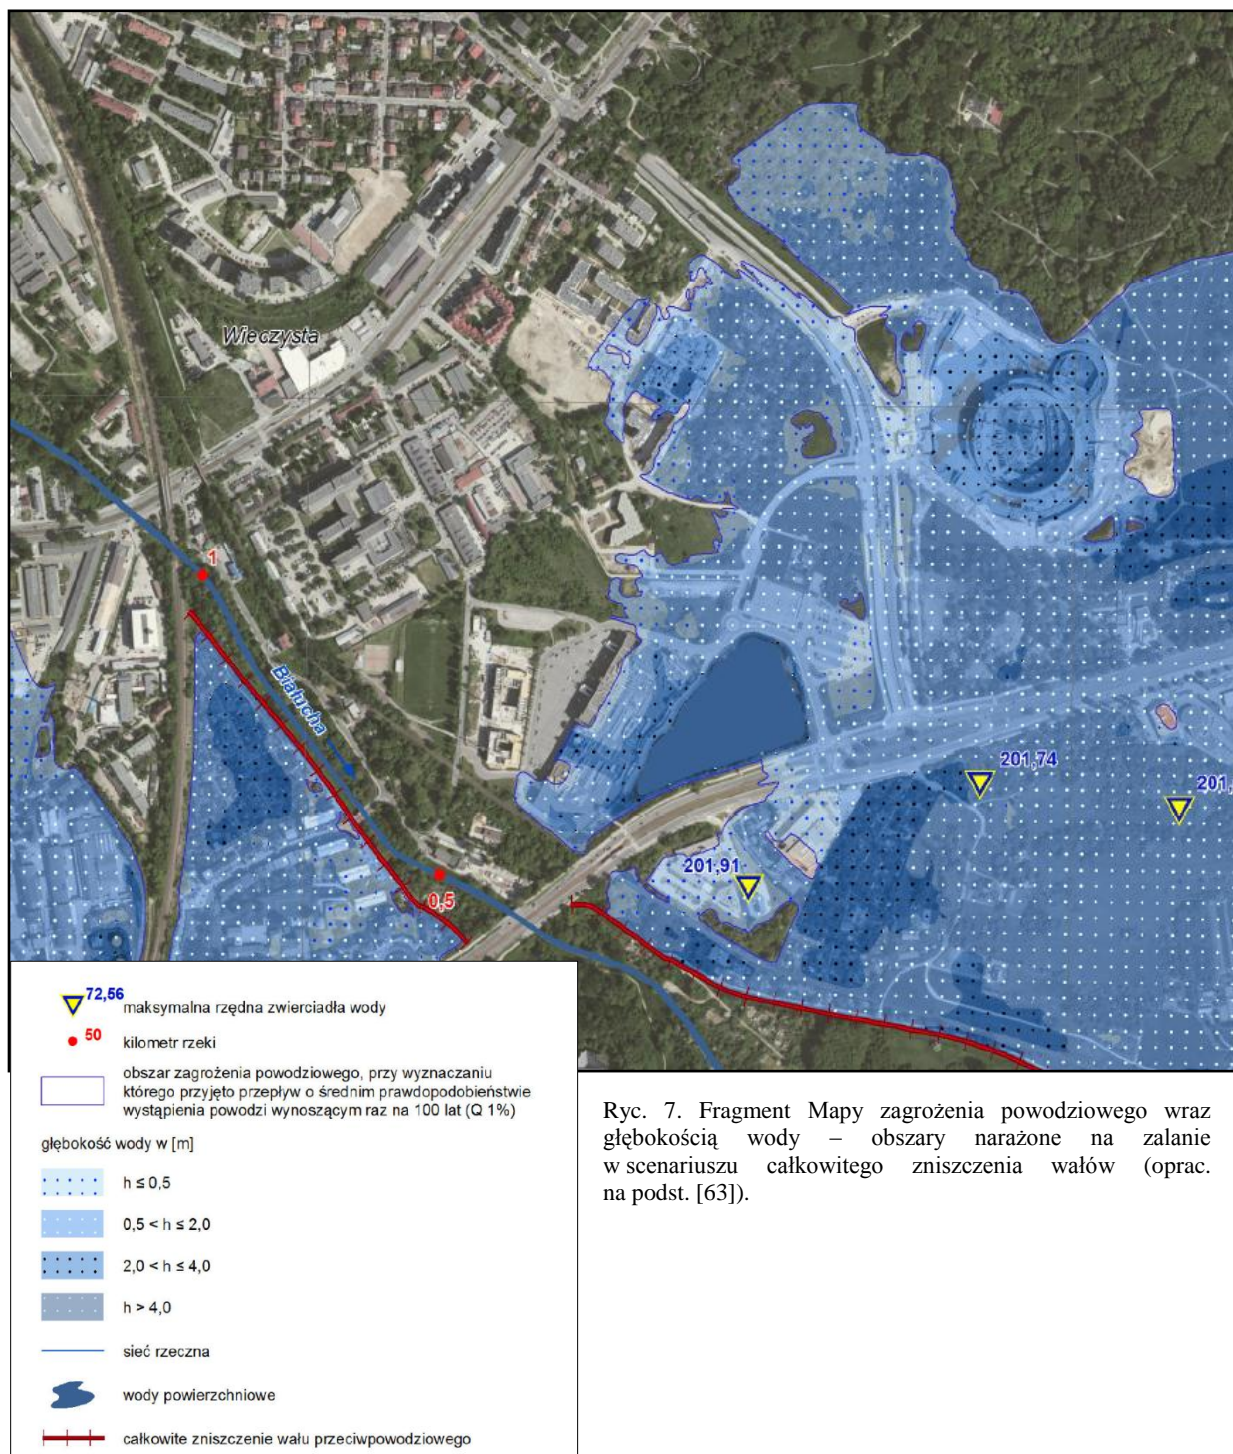 Wieczysta
1
Białucha
201,74
201,
201,91
0,5
72,56
maksymalna rzędna zwierciadła wody
50
kilometr rzeki
obszar zagrożenia powodziowego, przy wyznaczaniu
którego przyjęto przepływ o średnim prawdopodobieństwie
wystąpienia powodzi wynoszącym raz na 100 lat (Q 1%)
głębokość wody w [m]
h ≤ 0,5
0,5 < h ≤ 2,0
2,0 < h ≤ 4,0
h > 4,0
sieć rzeczna
wody powierzchniowe
całkowite zniszczenie wału przeciwpowodziowego
Ryc. 7. Fragment Mapy zagrożenia powodziowego wraz
głębokością wody – obszary narażone na zalanie
w scenariuszu całkowitego zniszczenia wałów (oprac.
na podst. [63]).